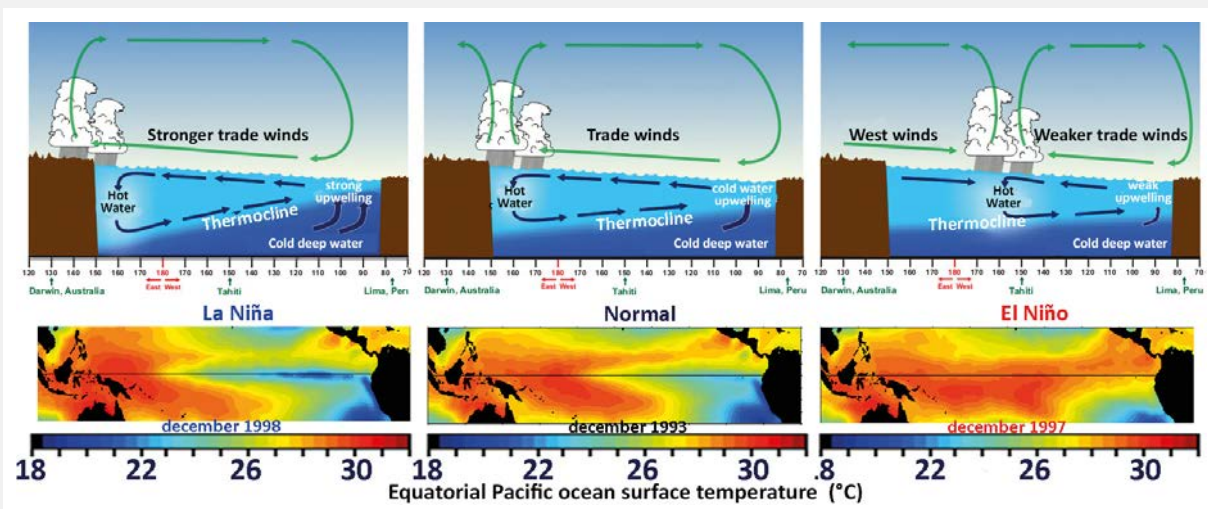 Stronger trade winds
Hot
Water
strong
upwelling
Thermocline
Cold deep water
120 130 140 150 160 170 180 170 160 150 140 130 120 110 100 90 80 70
East West
Darwin, Australia
Tahiti
Lima, Peru
La Niña
Trade winds
Hot
Water
cold water
upwelling
Thermocline
Cold deep water
120 130 140 150 160 170 180 170 160 150 140 130 120 110 100 90 80 70
East West
Darwin, Australia
Tahiti
Lima, Peru
Normal
West winds
Weaker trade winds
Hot
Water
weak
upwelling
Thermocline
Cold deep water
120 130 140 150 160 170 180 170 160 150 140 130 120 110 100 90 80 70
East West
Darwin, Australia
Tahiti
Lima, Peru
El Niño
december 1998
18 22 26 30
december 1993
18 22 26 30
december 1997
.8 22 26 30
Equatorial Pacific ocean surface temperature (°C)